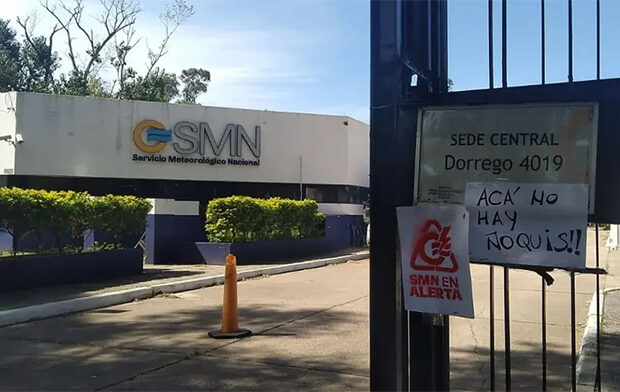 SMN
Servicio Meteorológico Nacional
SEDE CENTRAL
Dorrego 4019
ACÁ NO
HAY
ÑOQUIS!!
SMN EN
ALERTA